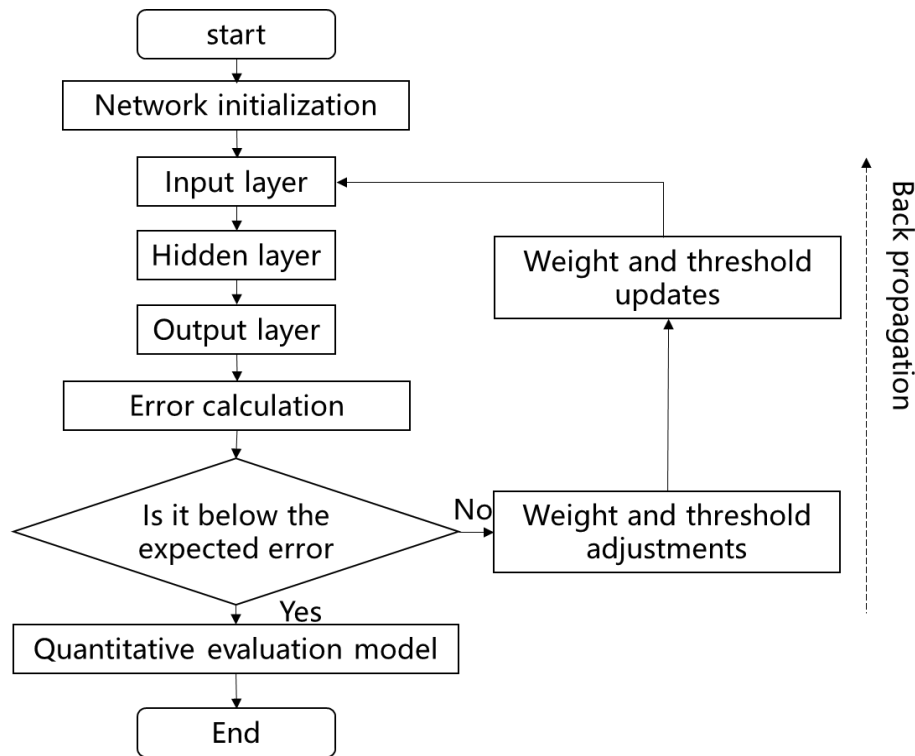 start
Network initialization
Input layer
Hidden layer
Output layer
Error calculation
Is it below the
expected error
No
Weight and threshold
adjustments
Weight and threshold
updates
Back propagation
Yes
Quantitative evaluation model
End